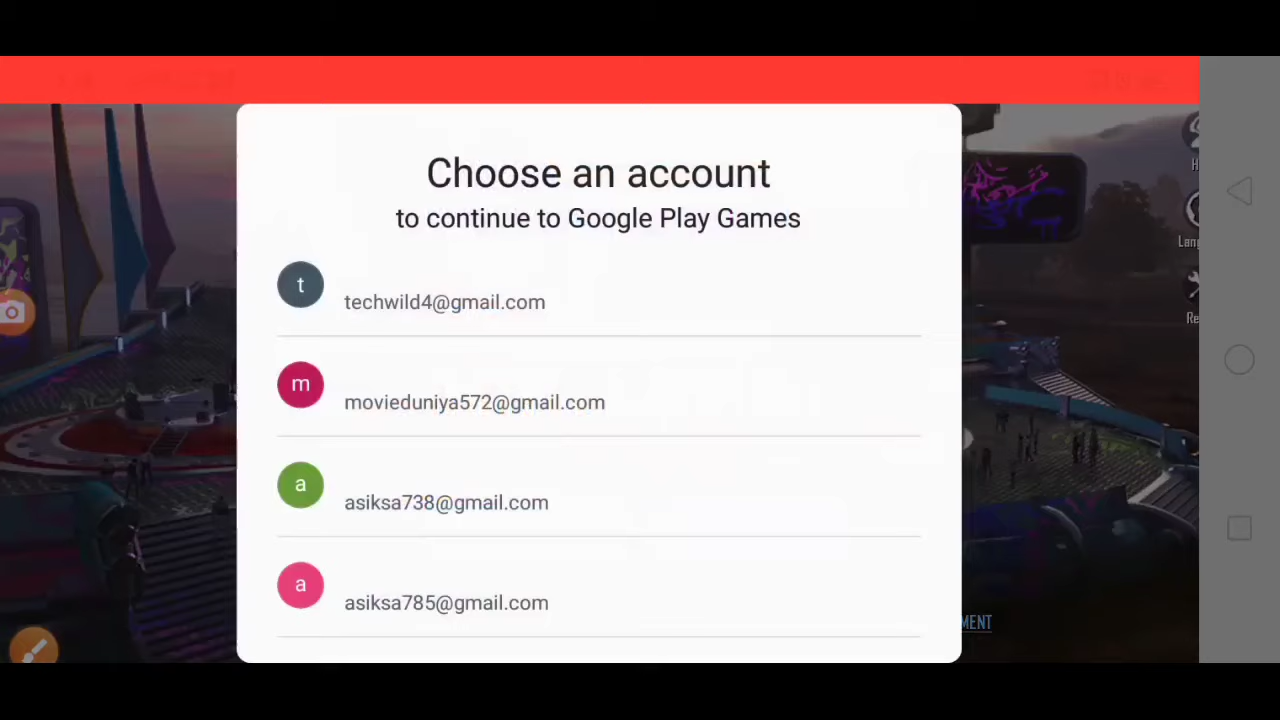 Choose an account
to continue to Google Play Games
t
techwild4@gmail.com
m
movieduniya572@gmail.com
a
asiksa738@gmail.com
a
asiksa785@gmail.com
MENT